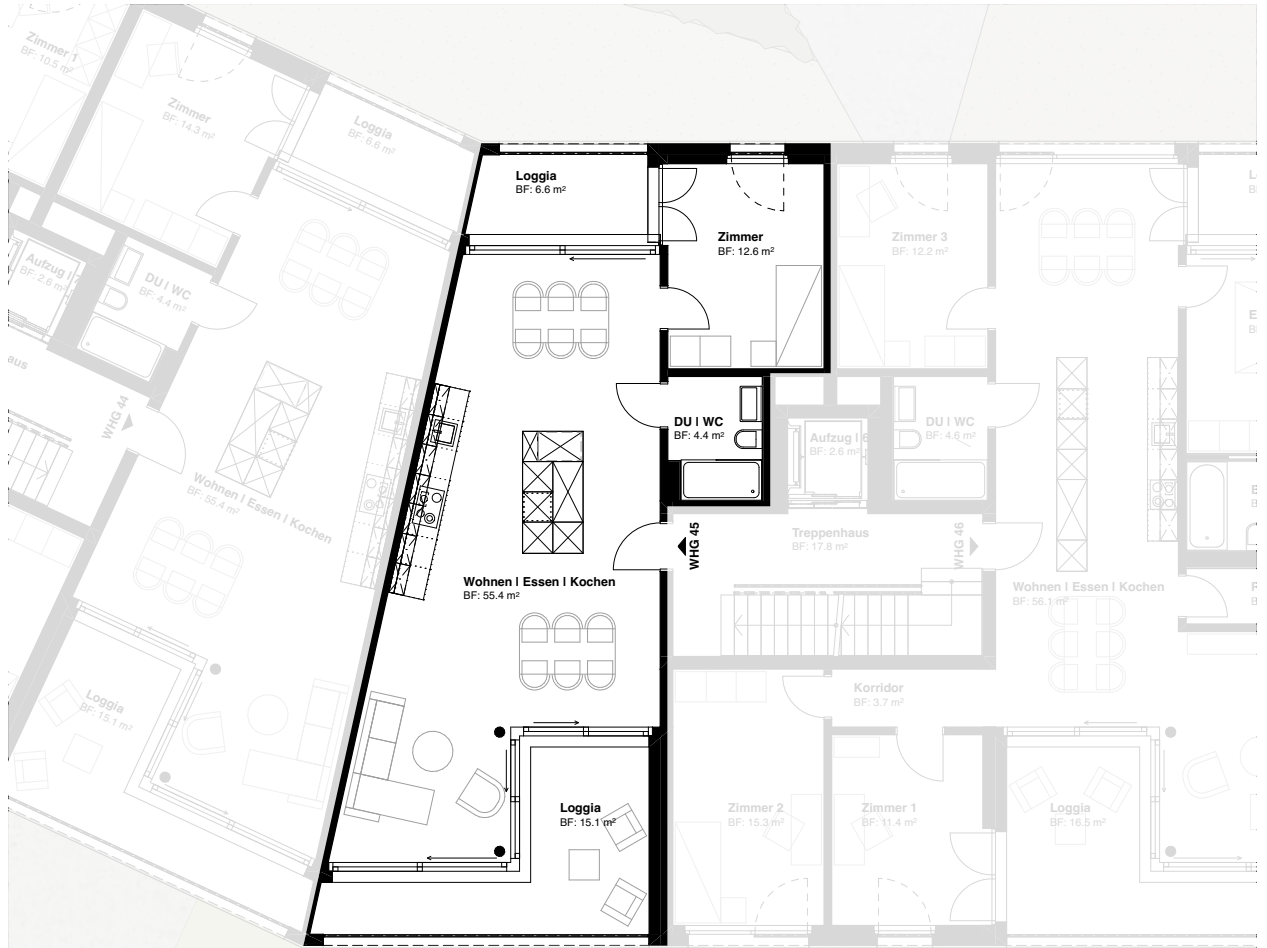 Zimmer 1
BF: 10.5 m²
Zimmer
BF: 14.3 m²
Loggia
BF: 6.6 m²
Loggia
BF: 6.6 m²
Zimmer
BF: 12.6 m²
Zimmer 3
BF: 12.2 m²
Aufzug |
BF: 2.6 m²
DU | WC
BF: 4.4 m²
DU | WC
BF: 4.4 m²
Aufzug | 6
BF: 2.6 m²
DU | WC
BF: 4.6 m²
aus
WHG 44
Wohnen | Essen | Kochen
BF: 55.4 m²
WHG 45
Treppenhaus
BF: 17.8 m²
WHG 46
Wohnen | Essen | Kochen
BF: 55.4 m²
Wohnen | Essen | Kochen
BF: 56.1 m²
Loggia
BF: 15.1 m²
Korridor
BF: 3.7 m²
Loggia
BF: 15.1 m²
Zimmer 2
BF: 15.3 m²
Zimmer 1
BF: 11.4 m²
Loggia
BF: 16.5 m²